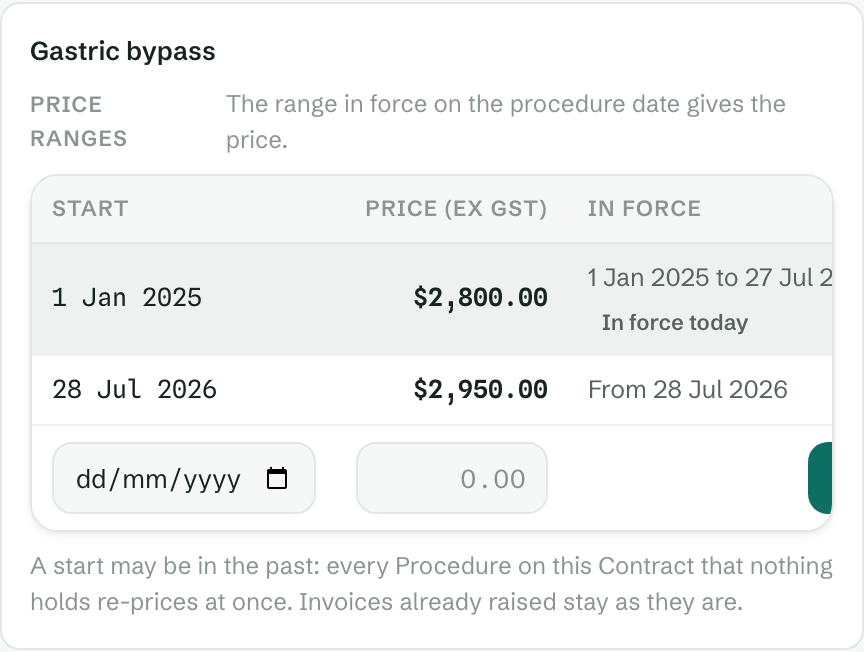 Gastric bypass
PRICE RANGES
The range in force on the procedure date gives the price.
START PRICE (EX GST) IN FORCE
1 Jan 2025 $2,800.00 1 Jan 2025 to 27 Jul 2
In force today
28 Jul 2026 $2,950.00 From 28 Jul 2026
dd/mm/yyyy 0.00
A start may be in the past: every Procedure on this Contract that nothing
holds re-prices at once. Invoices already raised stay as they are.